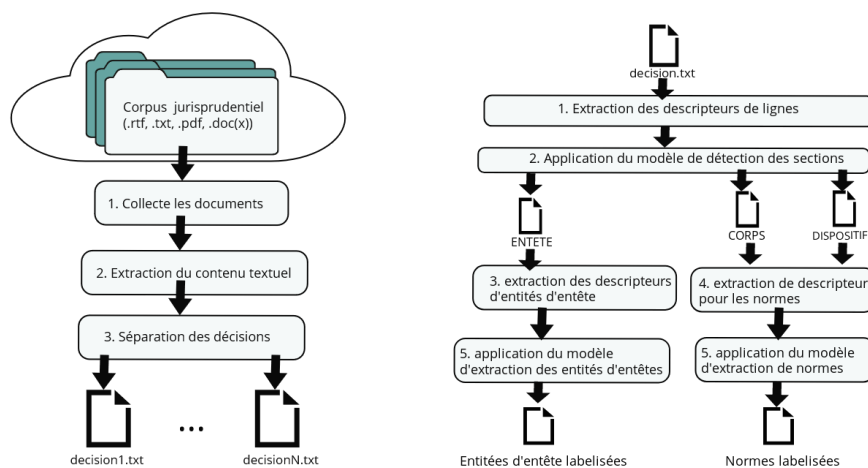 Corpus jurisprudentiel
(.rtf, .txt, .pdf, .doc(x))
1. Collecte les documents
2. Extraction du contenu textuel
3. Séparation des décisions
...
decision1.txt
decisionN.txt
decision.txt
1. Extraction des descripteurs de lignes
2. Application du modèle de détection des sections
ENTETE
CORPS
DISPOSITIF
3. extraction des descripteurs
d'entités d'entête
4. extraction de descripteur
pour les normes
5. application du modèle
d'extraction des entités d'entêtes
5. application du modèle
d'extraction de normes
Entitées d'entête labelisées
Normes labelisées